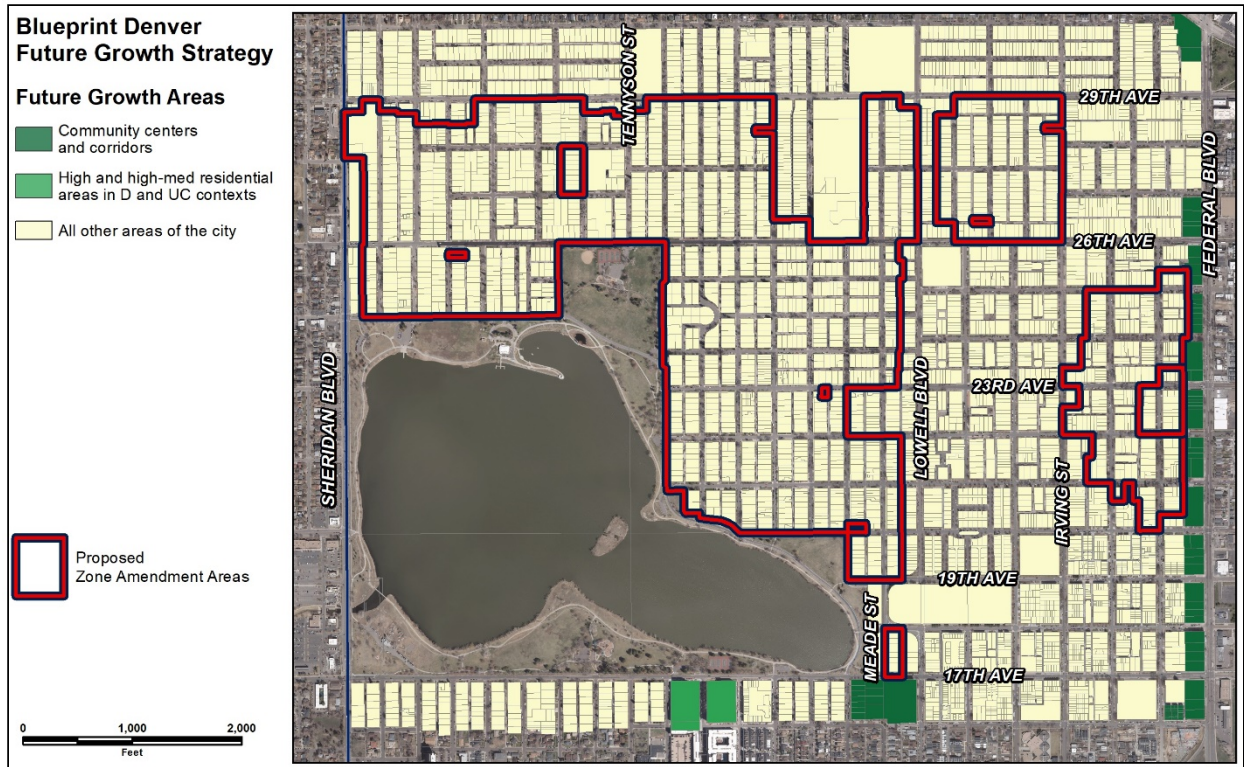 Blueprint Denver
Future Growth Strategy
Future Growth Areas
Community centers
and corridors
High and high-med residential
areas in D and UC contexts
All other areas of the city
Proposed
Zone Amendment Areas
0 1,000 2,000
Feet
TENNYSON ST
29TH AVE
FEDERAL BLVD
26TH AVE
SHERIDAN BLVD
LOWELL BLVD
23RD AVE
IRVING ST
19TH AVE
MEADE ST
17TH AVE